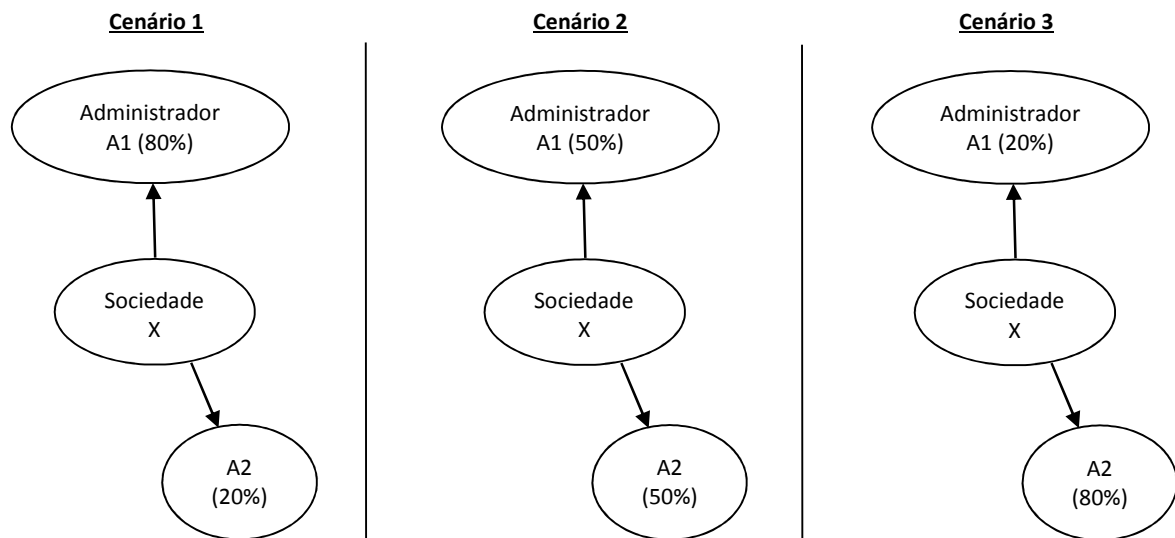 Cenário 1
Administrador
A1 (80%)
Sociedade
X
A2
(20%)
Cenário 2
Administrador
A1 (50%)
Sociedade
X
A2
(50%)
Cenário 3
Administrador
A1 (20%)
Sociedade
X
A2
(80%)